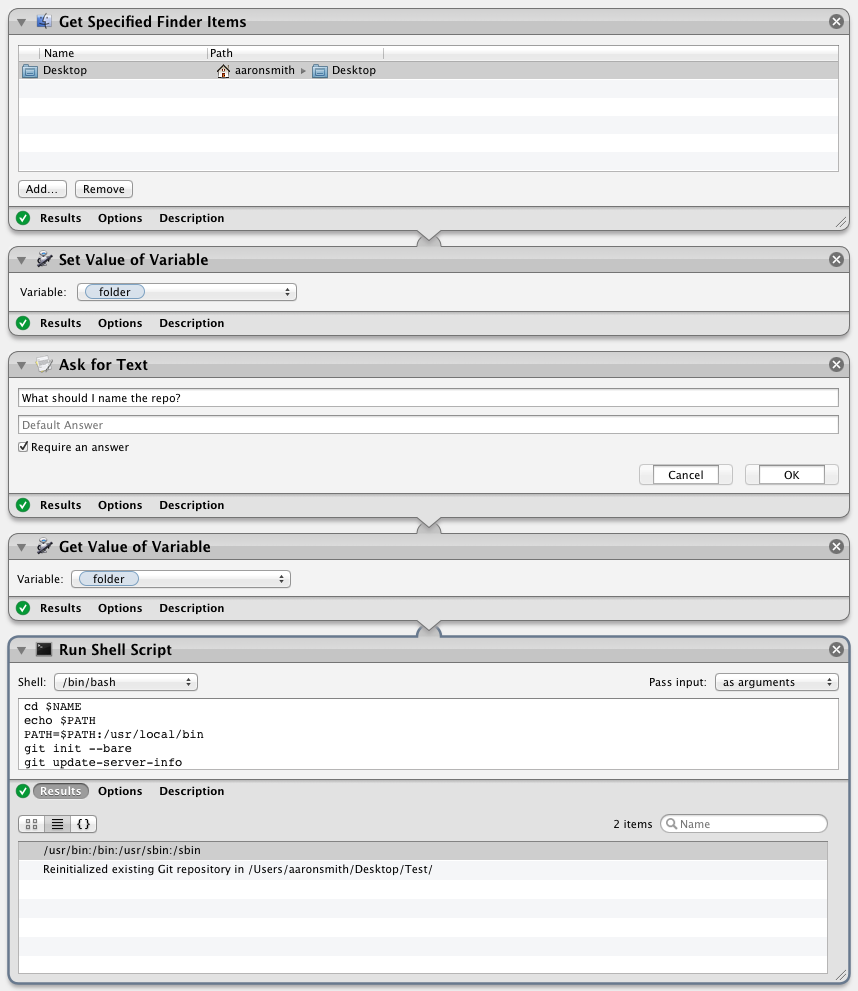 Get Specified Finder Items
Name Path
Desktop aaronsmith ▸ Desktop
Add... Remove
Results Options Description
Set Value of Variable
Variable: folder
Results Options Description
Ask for Text
What should I name the repo?
Default Answer
Require an answer
Cancel OK
Results Options Description
Get Value of Variable
Variable: folder
Results Options Description
Run Shell Script
Shell: /bin/bash Pass input: as arguments
cd $NAME
echo $PATH
PATH=$PATH:/usr/local/bin
git init --bare
git update-server-info
Results Options Description
{} 2 items Name
/usr/bin:/bin:/usr/sbin:/sbin
Reinitialized existing Git repository in /Users/aaronsmith/Desktop/Test/